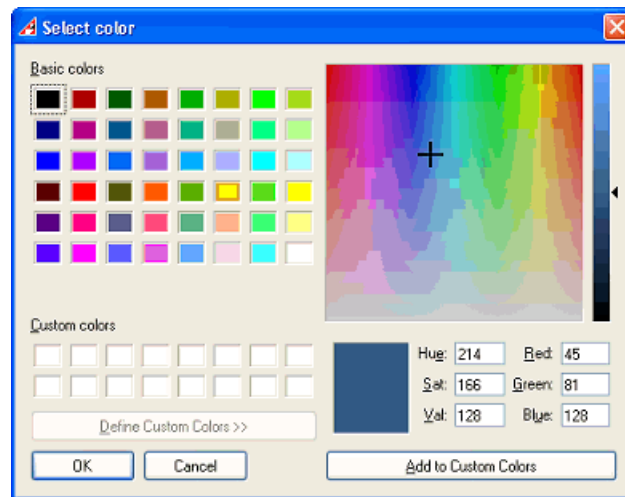 Select color
Basic colors
Custom colors
Define Custom Colors >>
OK
Cancel
Hue: 214
Red: 45
Sat: 166
Green: 81
Val: 128
Blue: 128
Add to Custom Colors